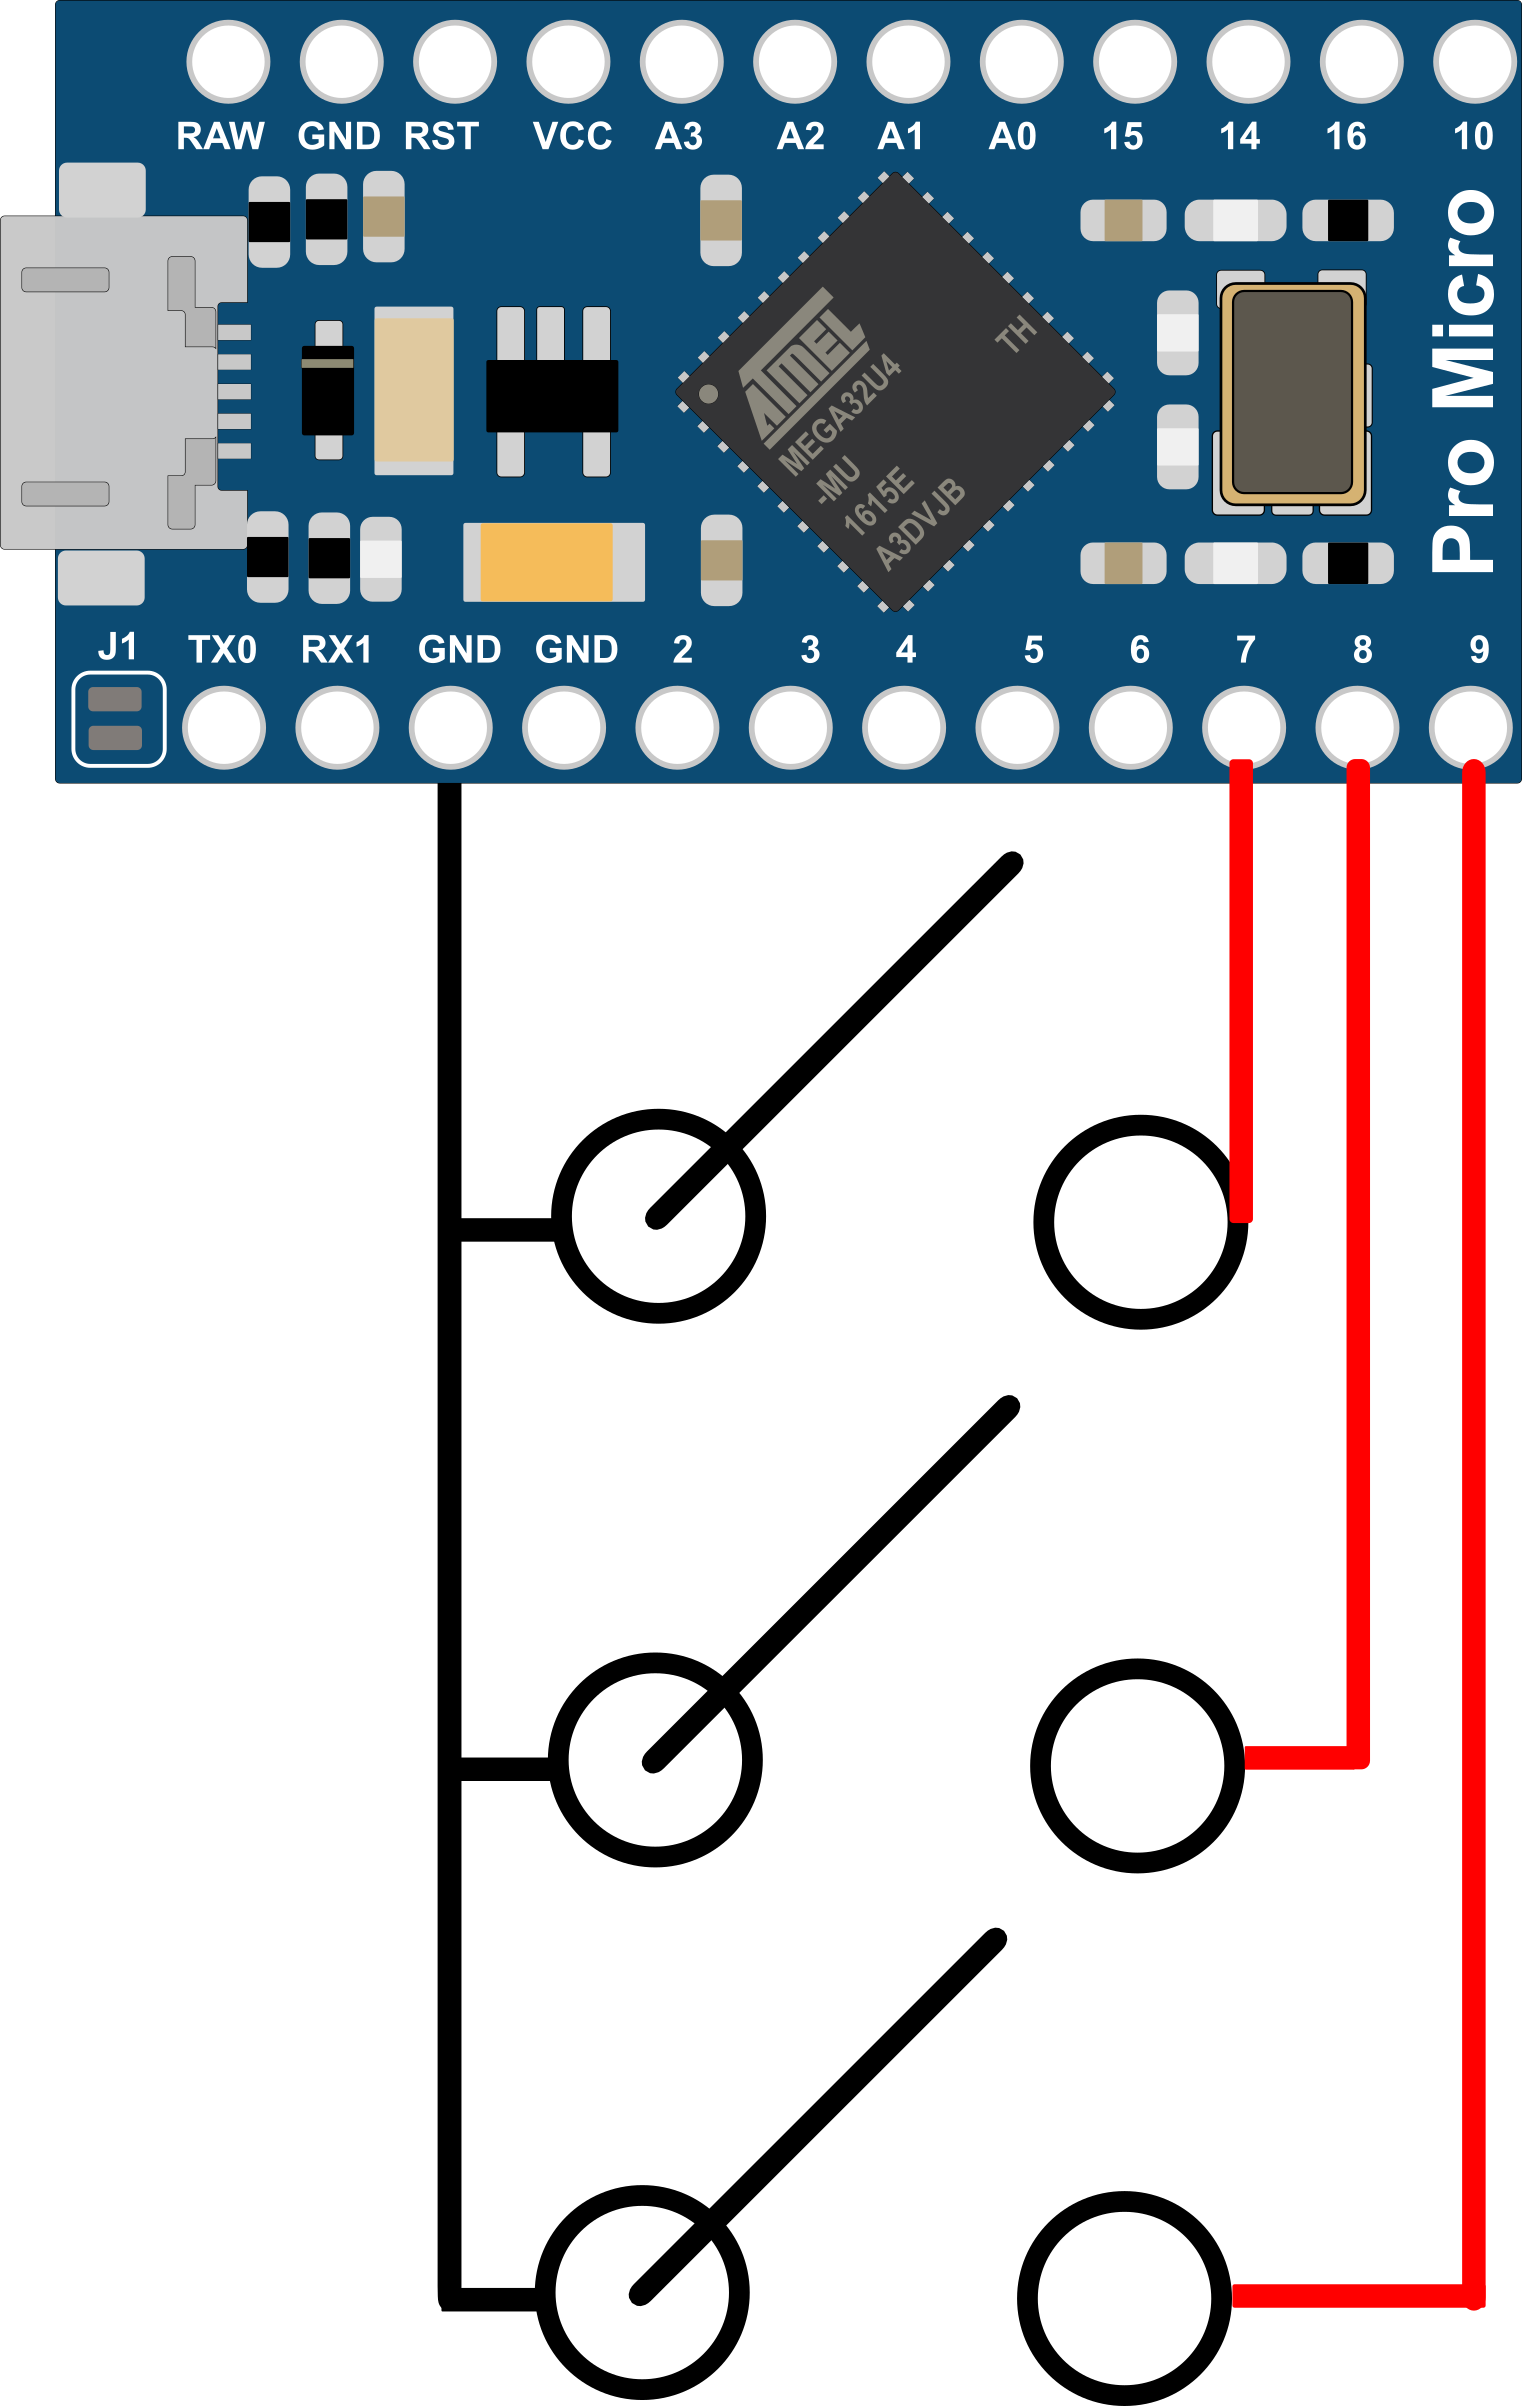 RAW GND RST VCC A3 A2 A1 A0 15 14 16 10
ATMEL
MEGA32U4
-MU
1615E
A3DVJB
TH
Pro Micro
J1 TX0 RX1 GND GND 2 3 4 5 6 7 8 9